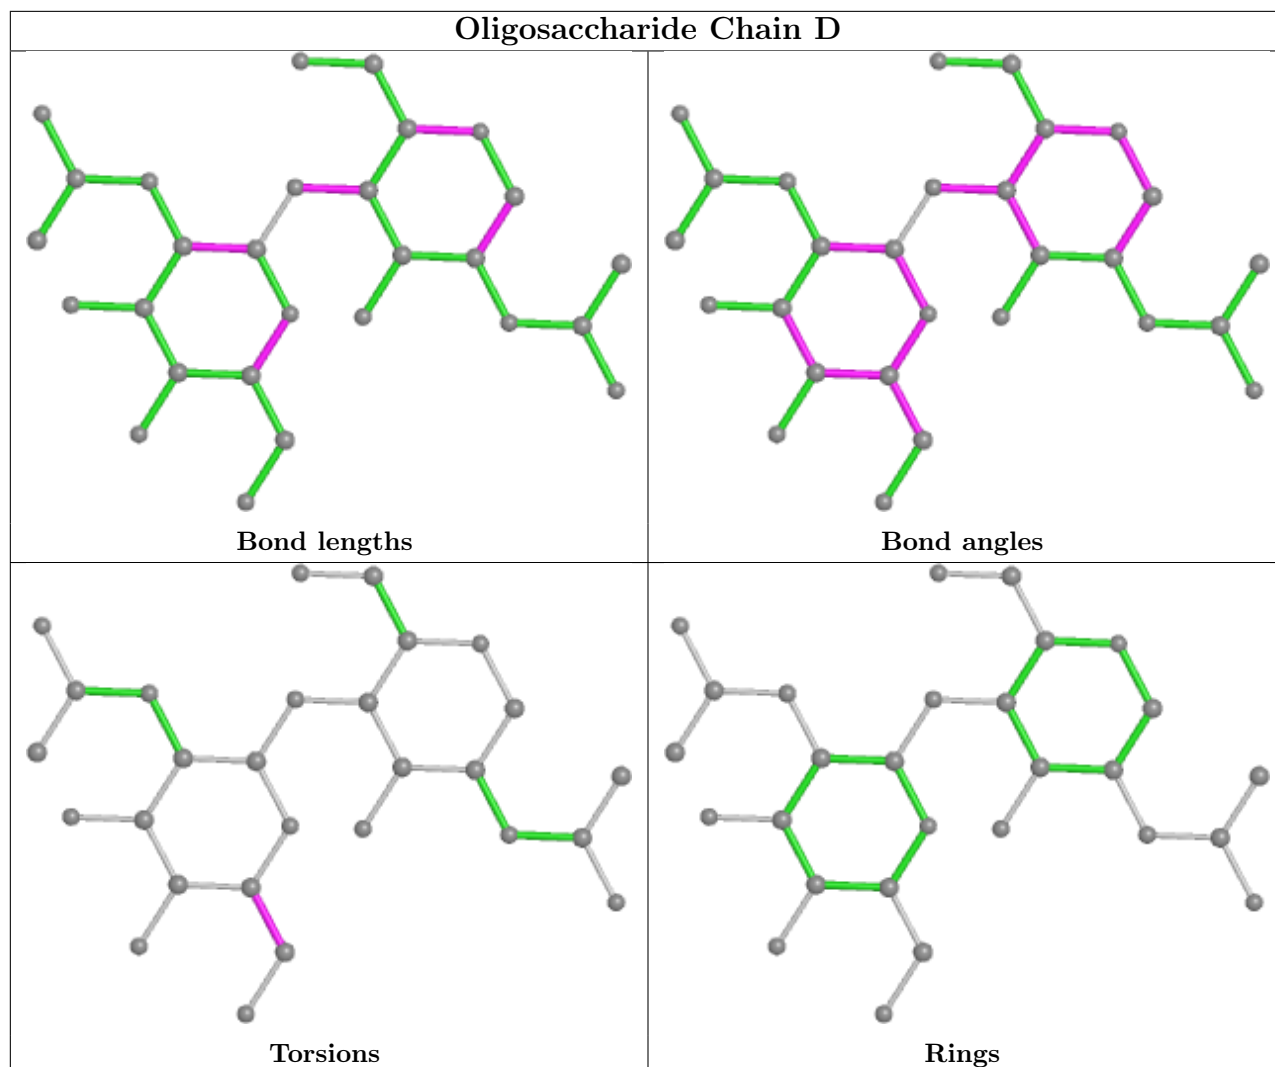 Oligosaccharide Chain D
Bond lengths
Bond angles
Torsions
Rings